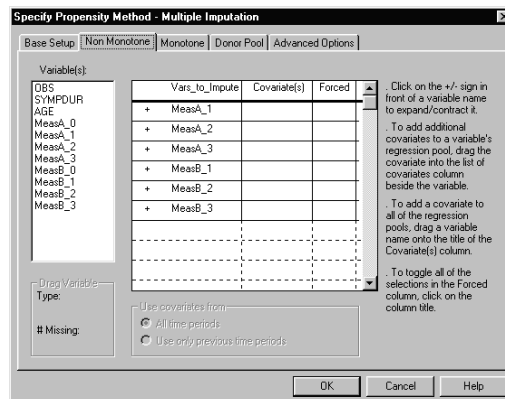 Specify Propensity Method - Multiple Imputation
Base Setup Non Monotone Monotone Donor Pool Advanced Options
Variable(s):
OBS
SYMPDUR
AGE
MeasA_0
MeasA_1
MeasA_2
MeasA_3
MeasB_0
MeasB_1
MeasB_2
MeasB_3
Vars_to_Impute Covariate(s) Forced
+ MeasA_1
+ MeasA_2
+ MeasA_3
+ MeasB_1
+ MeasB_2
+ MeasB_3
. Click on the +/- sign in
front of a variable name
to expand/contract it.
. To add additional
covariates to a variable's
regression pool, drag the
covariate into the list of
covariates column
beside the variable.
. To add a covariate to
all of the regression
pools, drag a variable
name onto the title of the
Covariate(s) column.
. To toggle all of the
selections in the Forced
column, click on the
column title.
Drag Variable
Type:
# Missing:
Use covariates from
All time periods
Use only previous time periods
OK Cancel Help